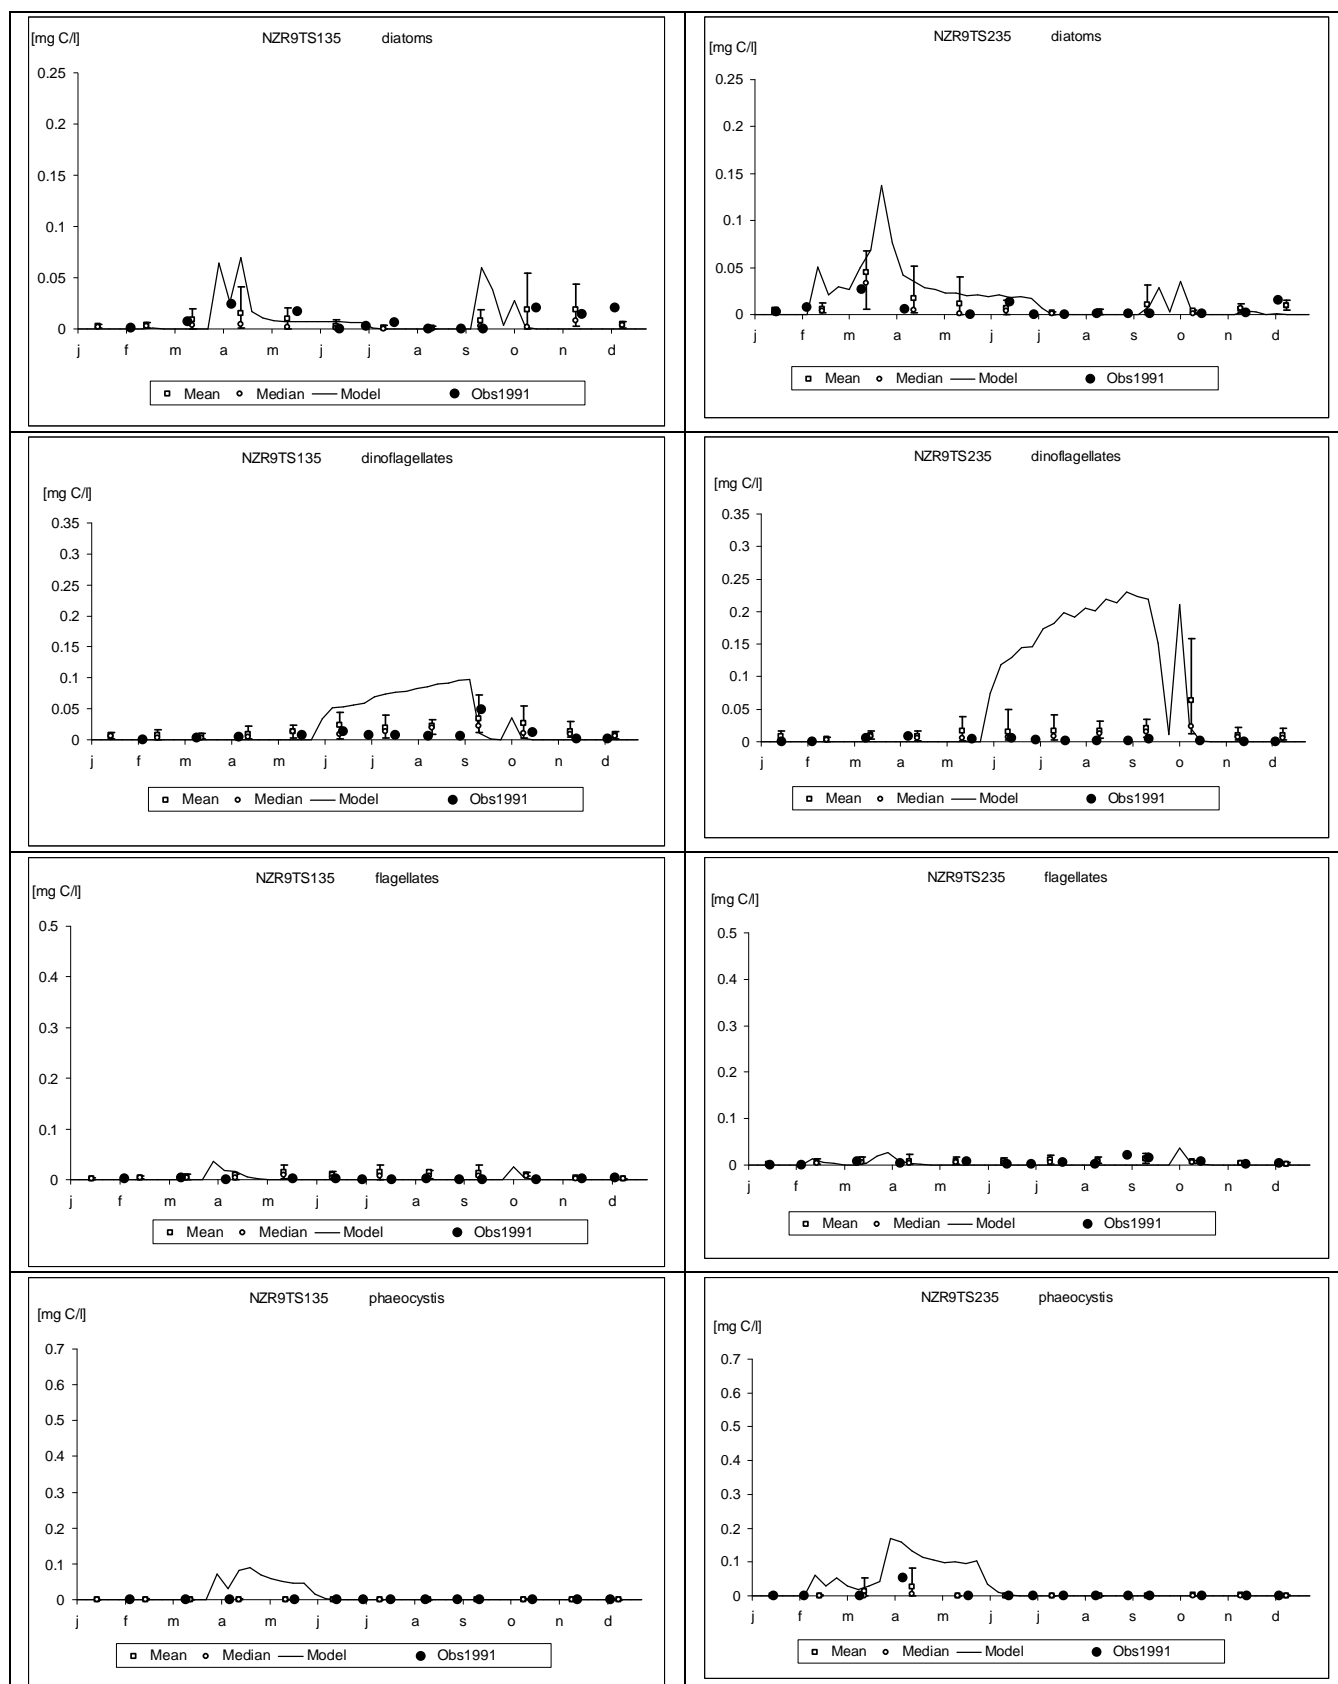 NZR9TS135 diatoms
[mg C/l]
0.25
0.2
0.15
0.1
0.05
0
j f m a m j j a s o n d
Mean Median Model Obs1991
NZR9TS235 diatoms
[mg C/l]
0.25
0.2
0.15
0.1
0.05
0
j f m a m j j a s o n d
Mean Median Model Obs1991
NZR9TS135 dinoflagellates
[mg C/l]
0.35
0.3
0.25
0.2
0.15
0.1
0.05
0
j f m a m j j a s o n d
Mean Median Model Obs1991
NZR9TS235 dinoflagellates
[mg C/l]
0.35
0.3
0.25
0.2
0.15
0.1
0.05
0
j f m a m j j a s o n d
Mean Median Model Obs1991
NZR9TS135 flagellates
[mg C/l]
0.5
0.4
0.3
0.2
0.1
0
j f m a m j j a s o n d
Mean Median Model Obs1991
NZR9TS235 flagellates
[mg C/l]
0.5
0.4
0.3
0.2
0.1
0
j f m a m j j a s o n d
Mean Median Model Obs1991
NZR9TS135 phaeocystis
[mg C/l]
0.7
0.6
0.5
0.4
0.3
0.2
0.1
0
j f m a m j j a s o n d
Mean Median Model Obs1991
NZR9TS235 phaeocystis
[mg C/l]
0.7
0.6
0.5
0.4
0.3
0.2
0.1
0
j f m a m j j a s o n d
Mean Median Model Obs1991